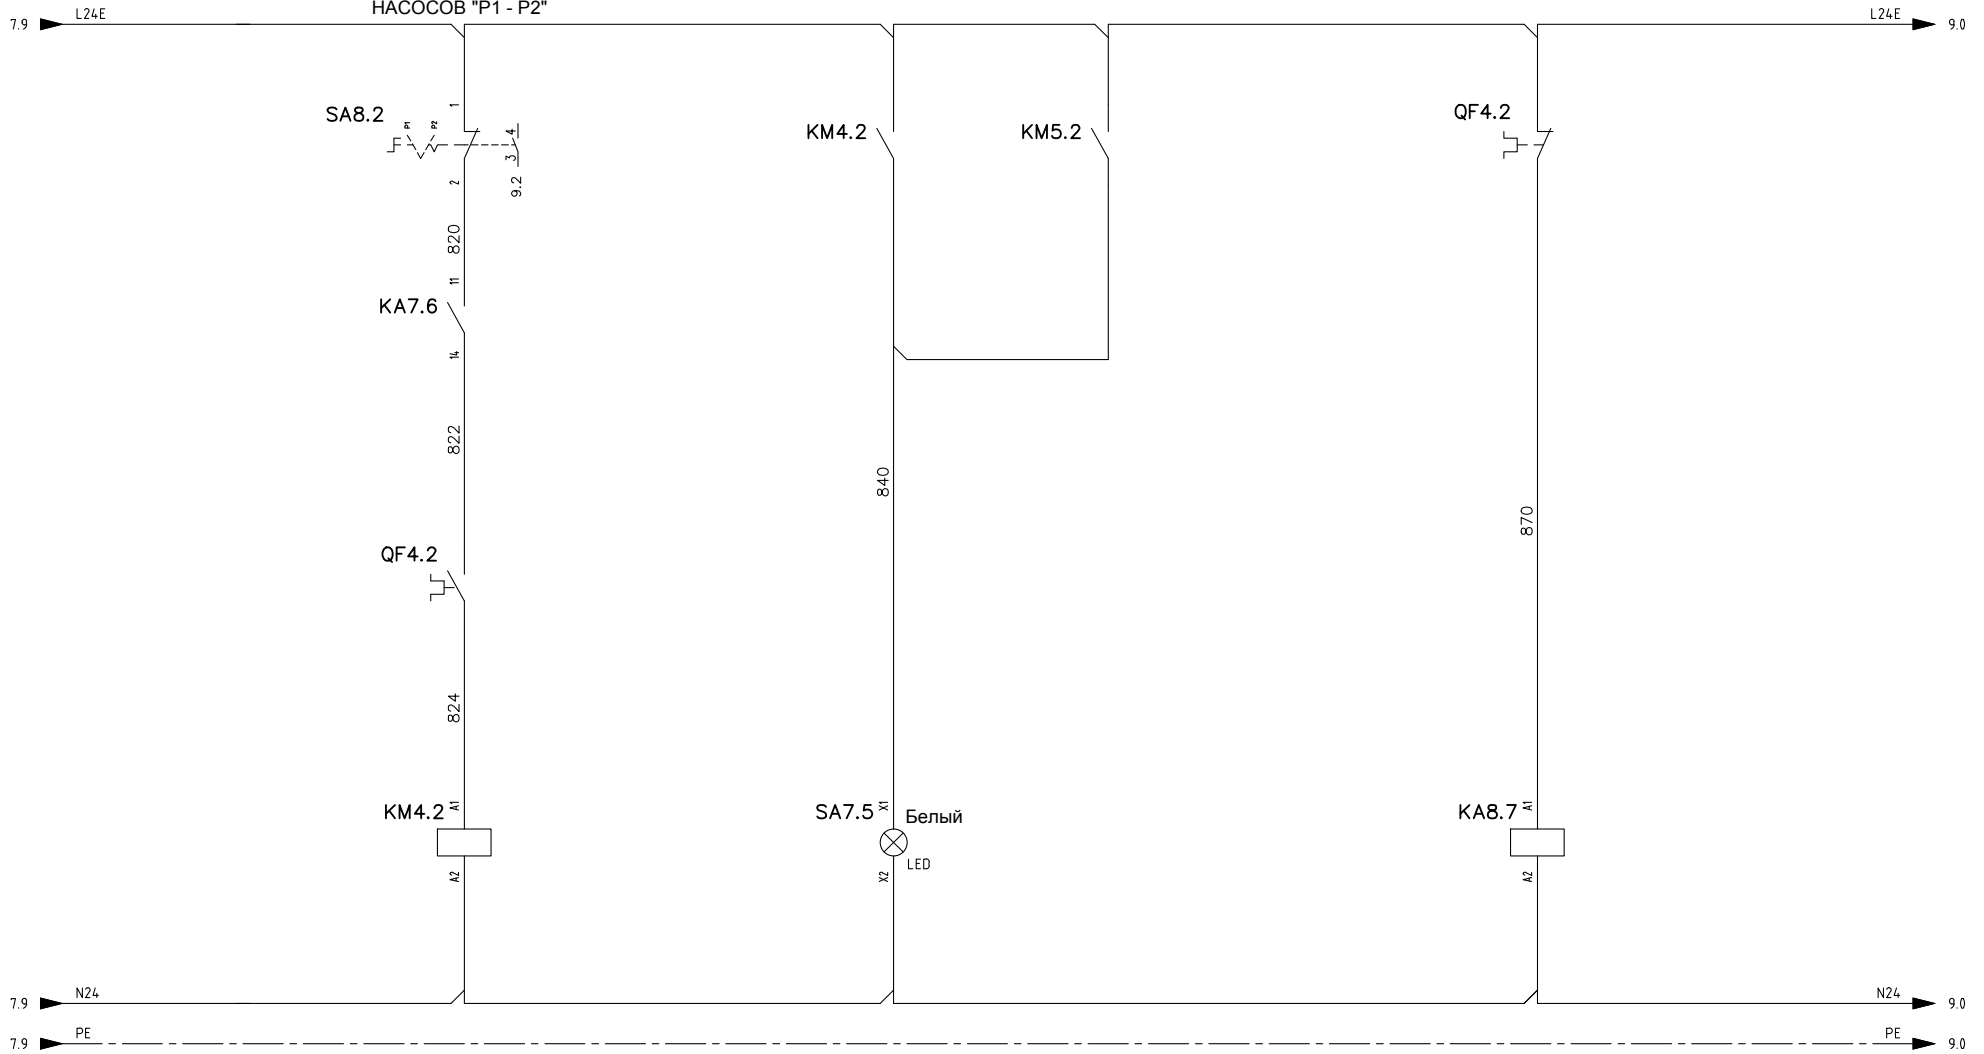 НАСОСОВ "P1 - P2"
7.9 L24E L24E 9.0
SA8.2 P1 P2 1 2 4 3 9.2
KM4.2
KM5.2
QF4.2
820
11
KA7.6
14
822
840
870
QF4.2
824
KM4.2 A1 A2
SA7.5 X1 Белый
LED
X2
KA8.7 A1 A2
7.9 N24 N24 9.0
7.9 PE PE 9.0